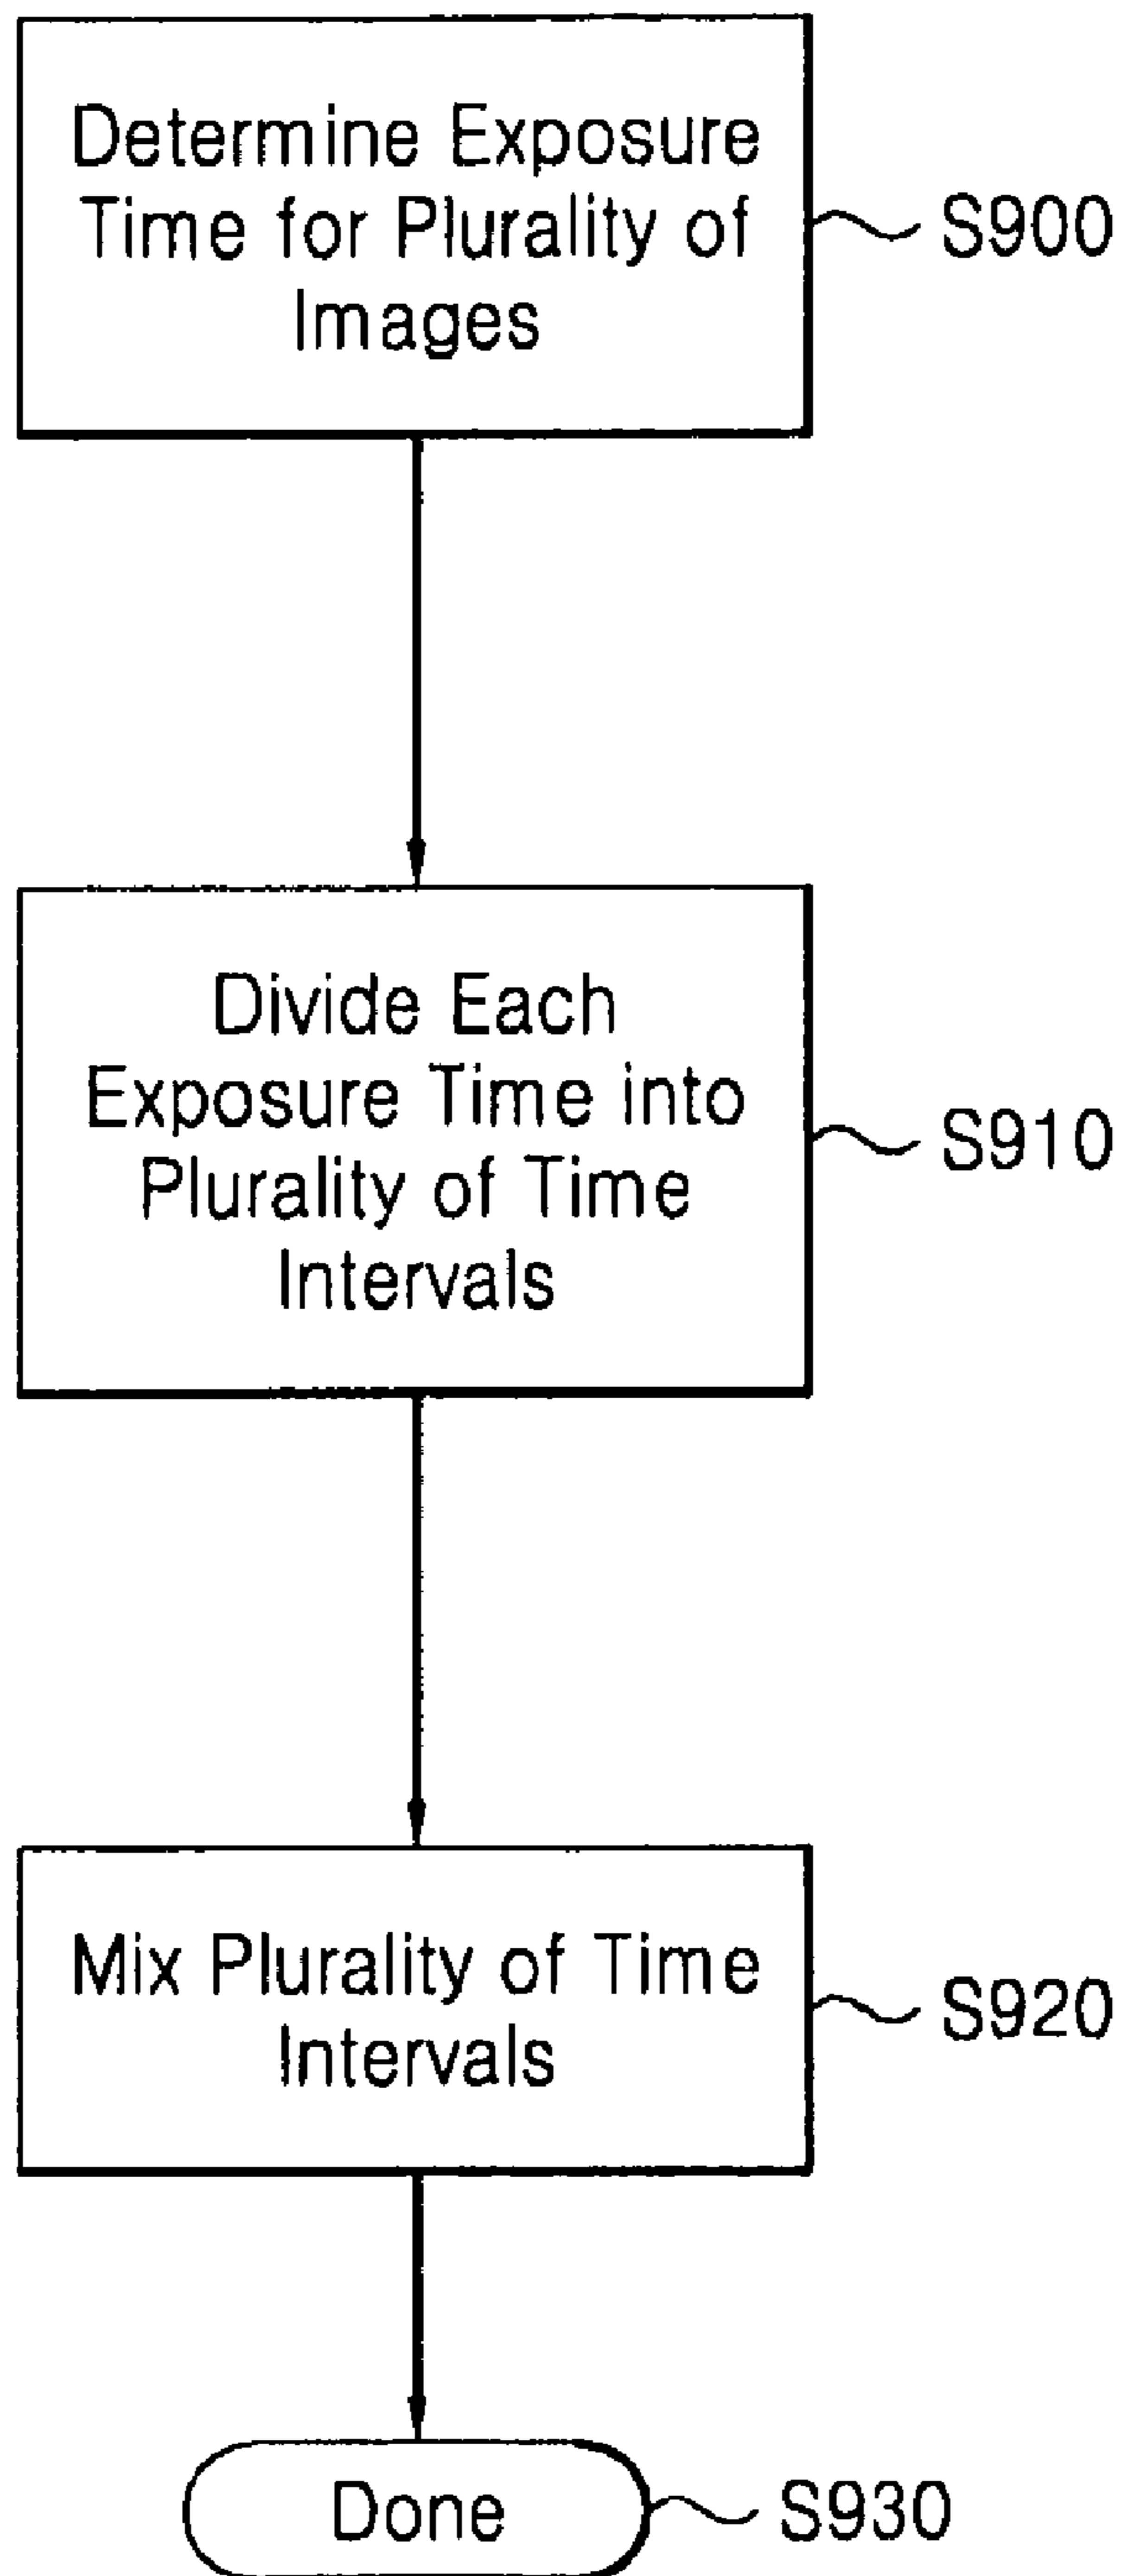 Determine Exposure
Time for Plurality of
Images
S900
Divide Each
Exposure Time into
Plurality of Time
Intervals
S910
Mix Plurality of Time
Intervals
S920
Done
S930